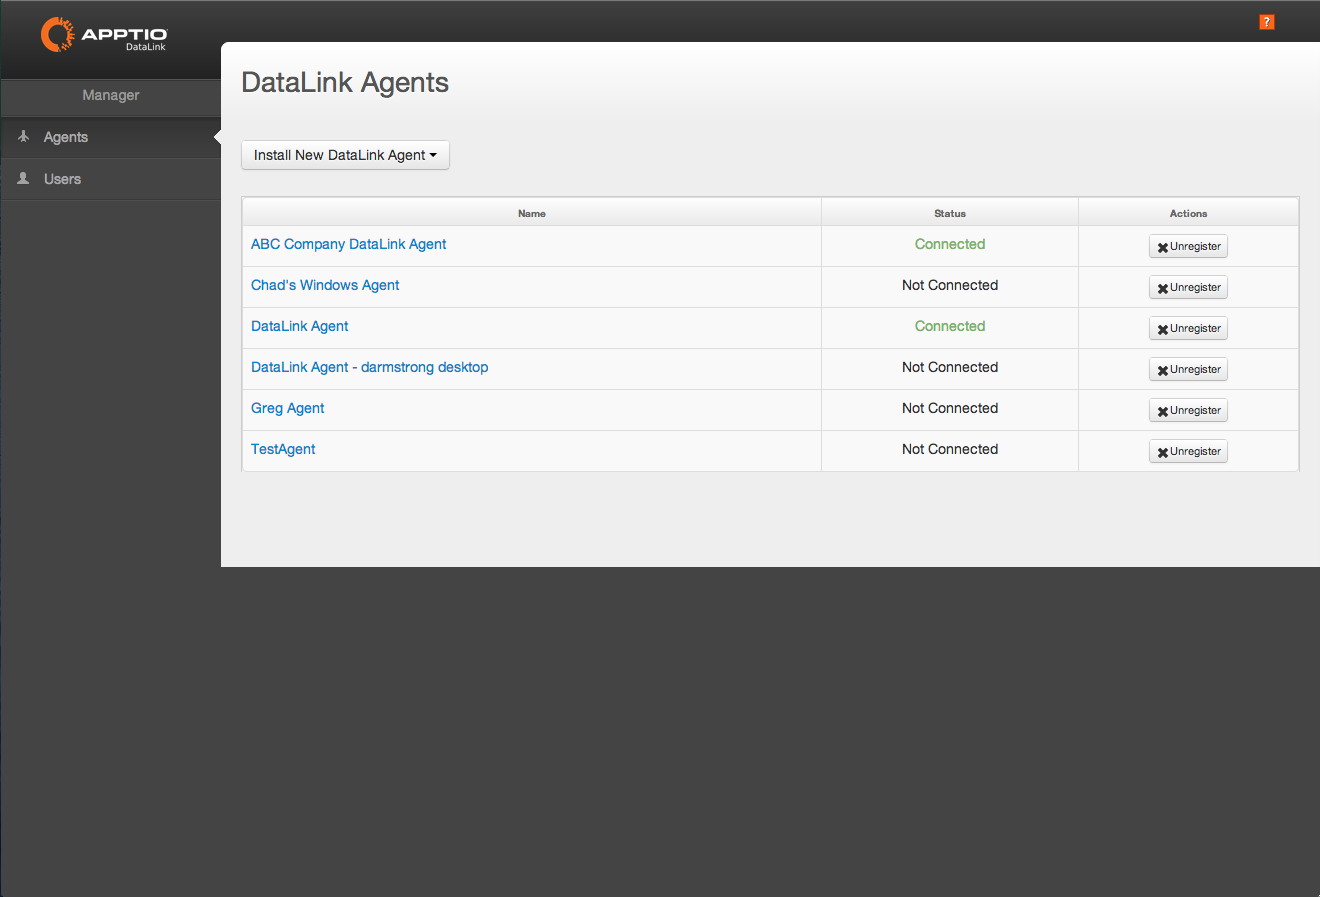 APPTIO
DataLink
?
Manager
Agents
Users
DataLink Agents
Install New DataLink Agent
Name Status Actions
ABC Company DataLink Agent Connected Unregister
Chad's Windows Agent Not Connected Unregister
DataLink Agent Connected Unregister
DataLink Agent - darmstrong desktop Not Connected Unregister
Greg Agent Not Connected Unregister
TestAgent Not Connected Unregister